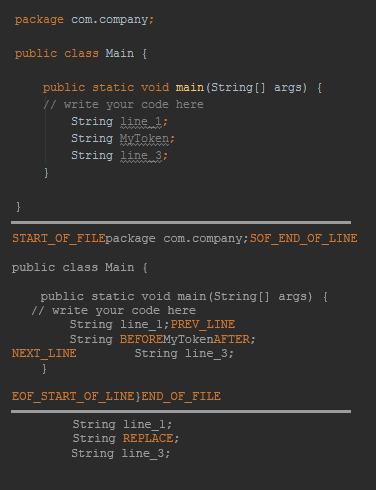 package com.company;
public class Main {
public static void main(String[] args) {
// write your code here
String line_1;
String MyToken;
String line_3;
}
}
START_OF_FILEpackage com.company;SOF_END_OF_LINE
public class Main {
public static void main(String[] args) {
// write your code here
String line_1;PREV_LINE
String BEFOREMyTokenAFTER;
NEXT_LINE String line_3;
}
EOF_START_OF_LINE}END_OF_FILE
String line_1;
String REPLACE;
String line_3;